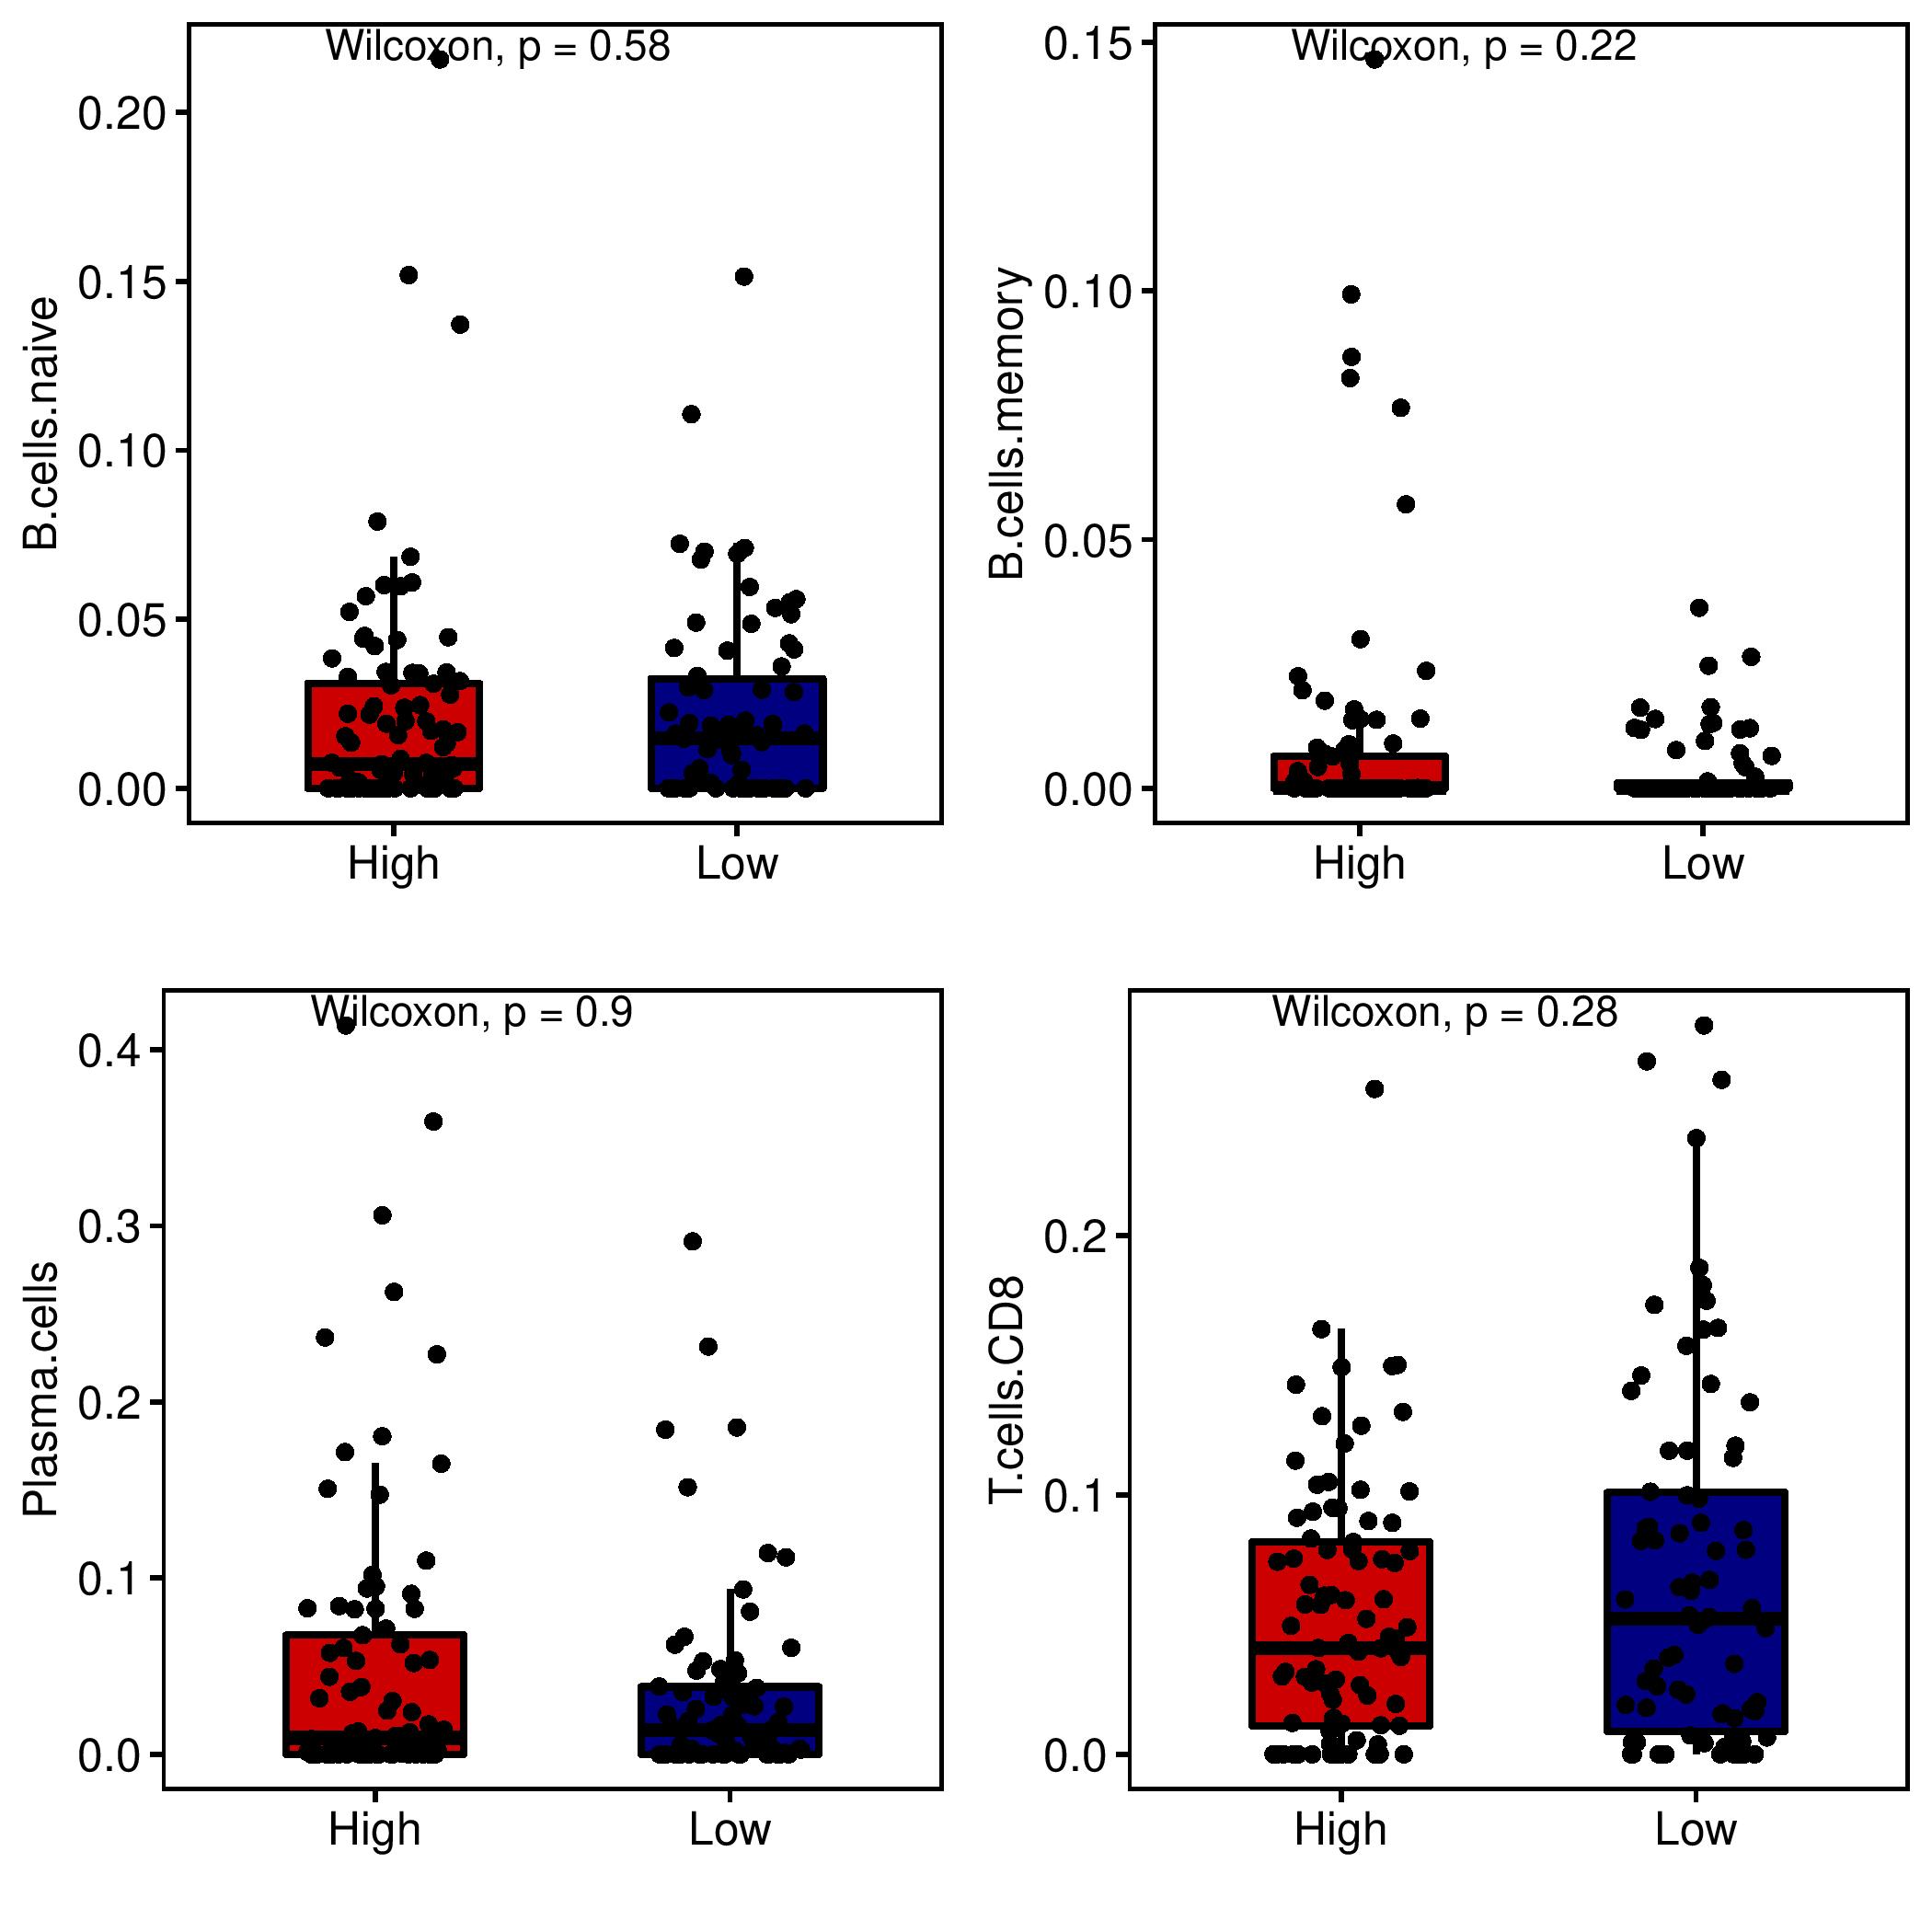 Wilcoxon, p = 0.58
B.cells.naive
0.20
0.15
0.10
0.05
0.00
High
Low
Wilcoxon, p = 0.22
B.cells.memory
0.15
0.10
0.05
0.00
High
Low
Wilcoxon, p = 0.9
Plasma.cells
0.4
0.3
0.2
0.1
0.0
High
Low
Wilcoxon, p = 0.28
T.cells.CD8
0.2
0.1
0.0
High
Low